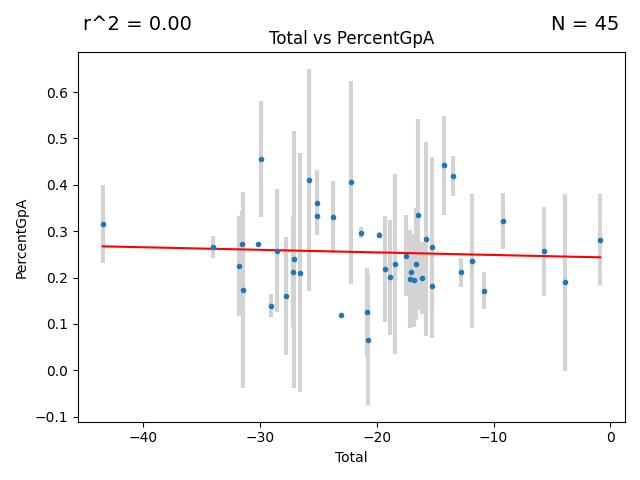 r^2 = 0.00
N = 45
Total vs PercentGpA
PercentGpA
0.6
0.5
0.4
0.3
0.2
0.1
0.0
−0.1
−40
−30
−20
−10
0
Total